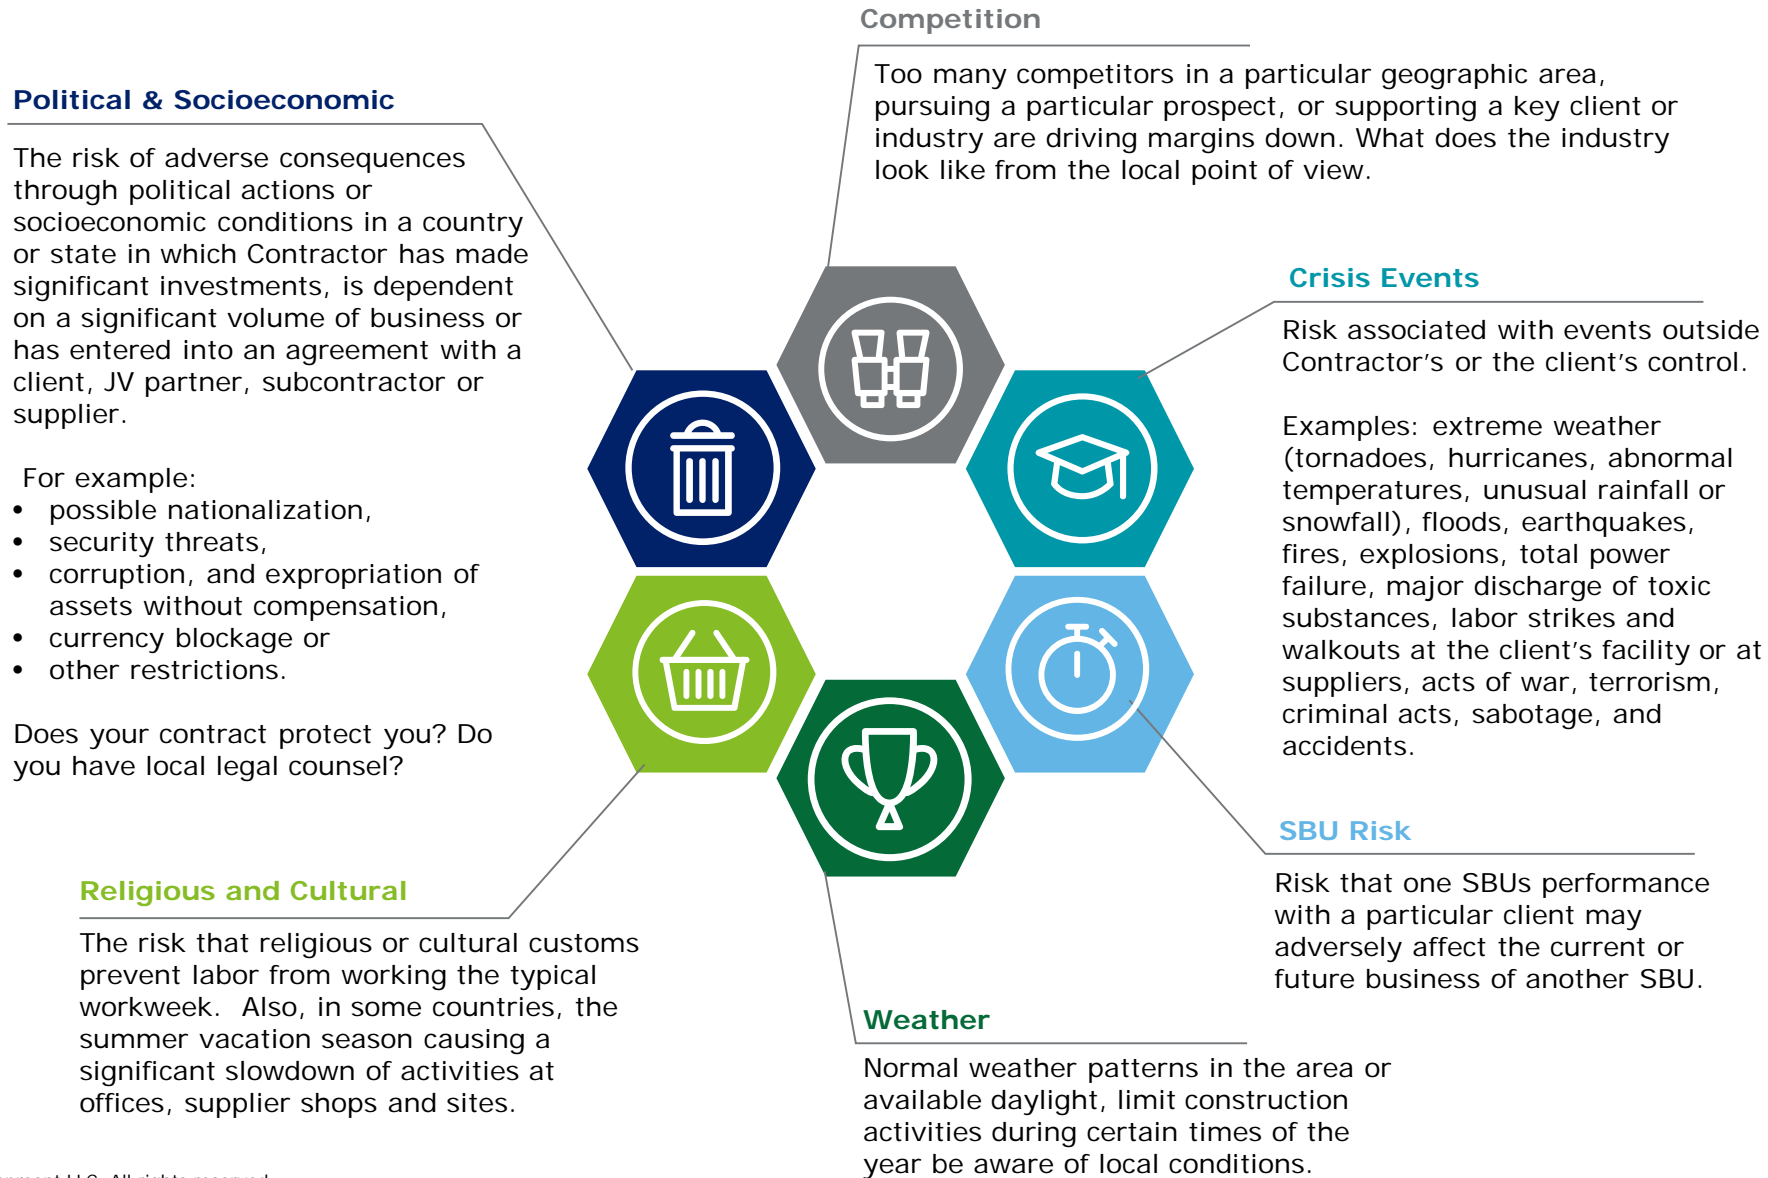 Competition
Too many competitors in a particular geographic area,
pursuing a particular prospect, or supporting a key client or
industry are driving margins down. What does the industry
look like from the local point of view.
Political & Socioeconomic
The risk of adverse consequences
through political actions or
socioeconomic conditions in a country
or state in which Contractor has made
significant investments, is dependent
on a significant volume of business or
has entered into an agreement with a
client, JV partner, subcontractor or
supplier.
For example:
• possible nationalization,
• security threats,
• corruption, and expropriation of
assets without compensation,
• currency blockage or
• other restrictions.
Does your contract protect you? Do
you have local legal counsel?
Crisis Events
Risk associated with events outside
Contractor's or the client's control.
Examples: extreme weather
(tornadoes, hurricanes, abnormal
temperatures, unusual rainfall or
snowfall), floods, earthquakes,
fires, explosions, total power
failure, major discharge of toxic
substances, labor strikes and
walkouts at the client's facility or at
suppliers, acts of war, terrorism,
criminal acts, sabotage, and
accidents.
SBU Risk
Risk that one SBUs performance
with a particular client may
adversely affect the current or
future business of another SBU.
Religious and Cultural
The risk that religious or cultural customs
prevent labor from working the typical
workweek. Also, in some countries, the
summer vacation season causing a
significant slowdown of activities at
offices, supplier shops and sites.
Weather
Normal weather patterns in the area or
available daylight, limit construction
activities during certain times of the
year be aware of local conditions.
All rights reserved